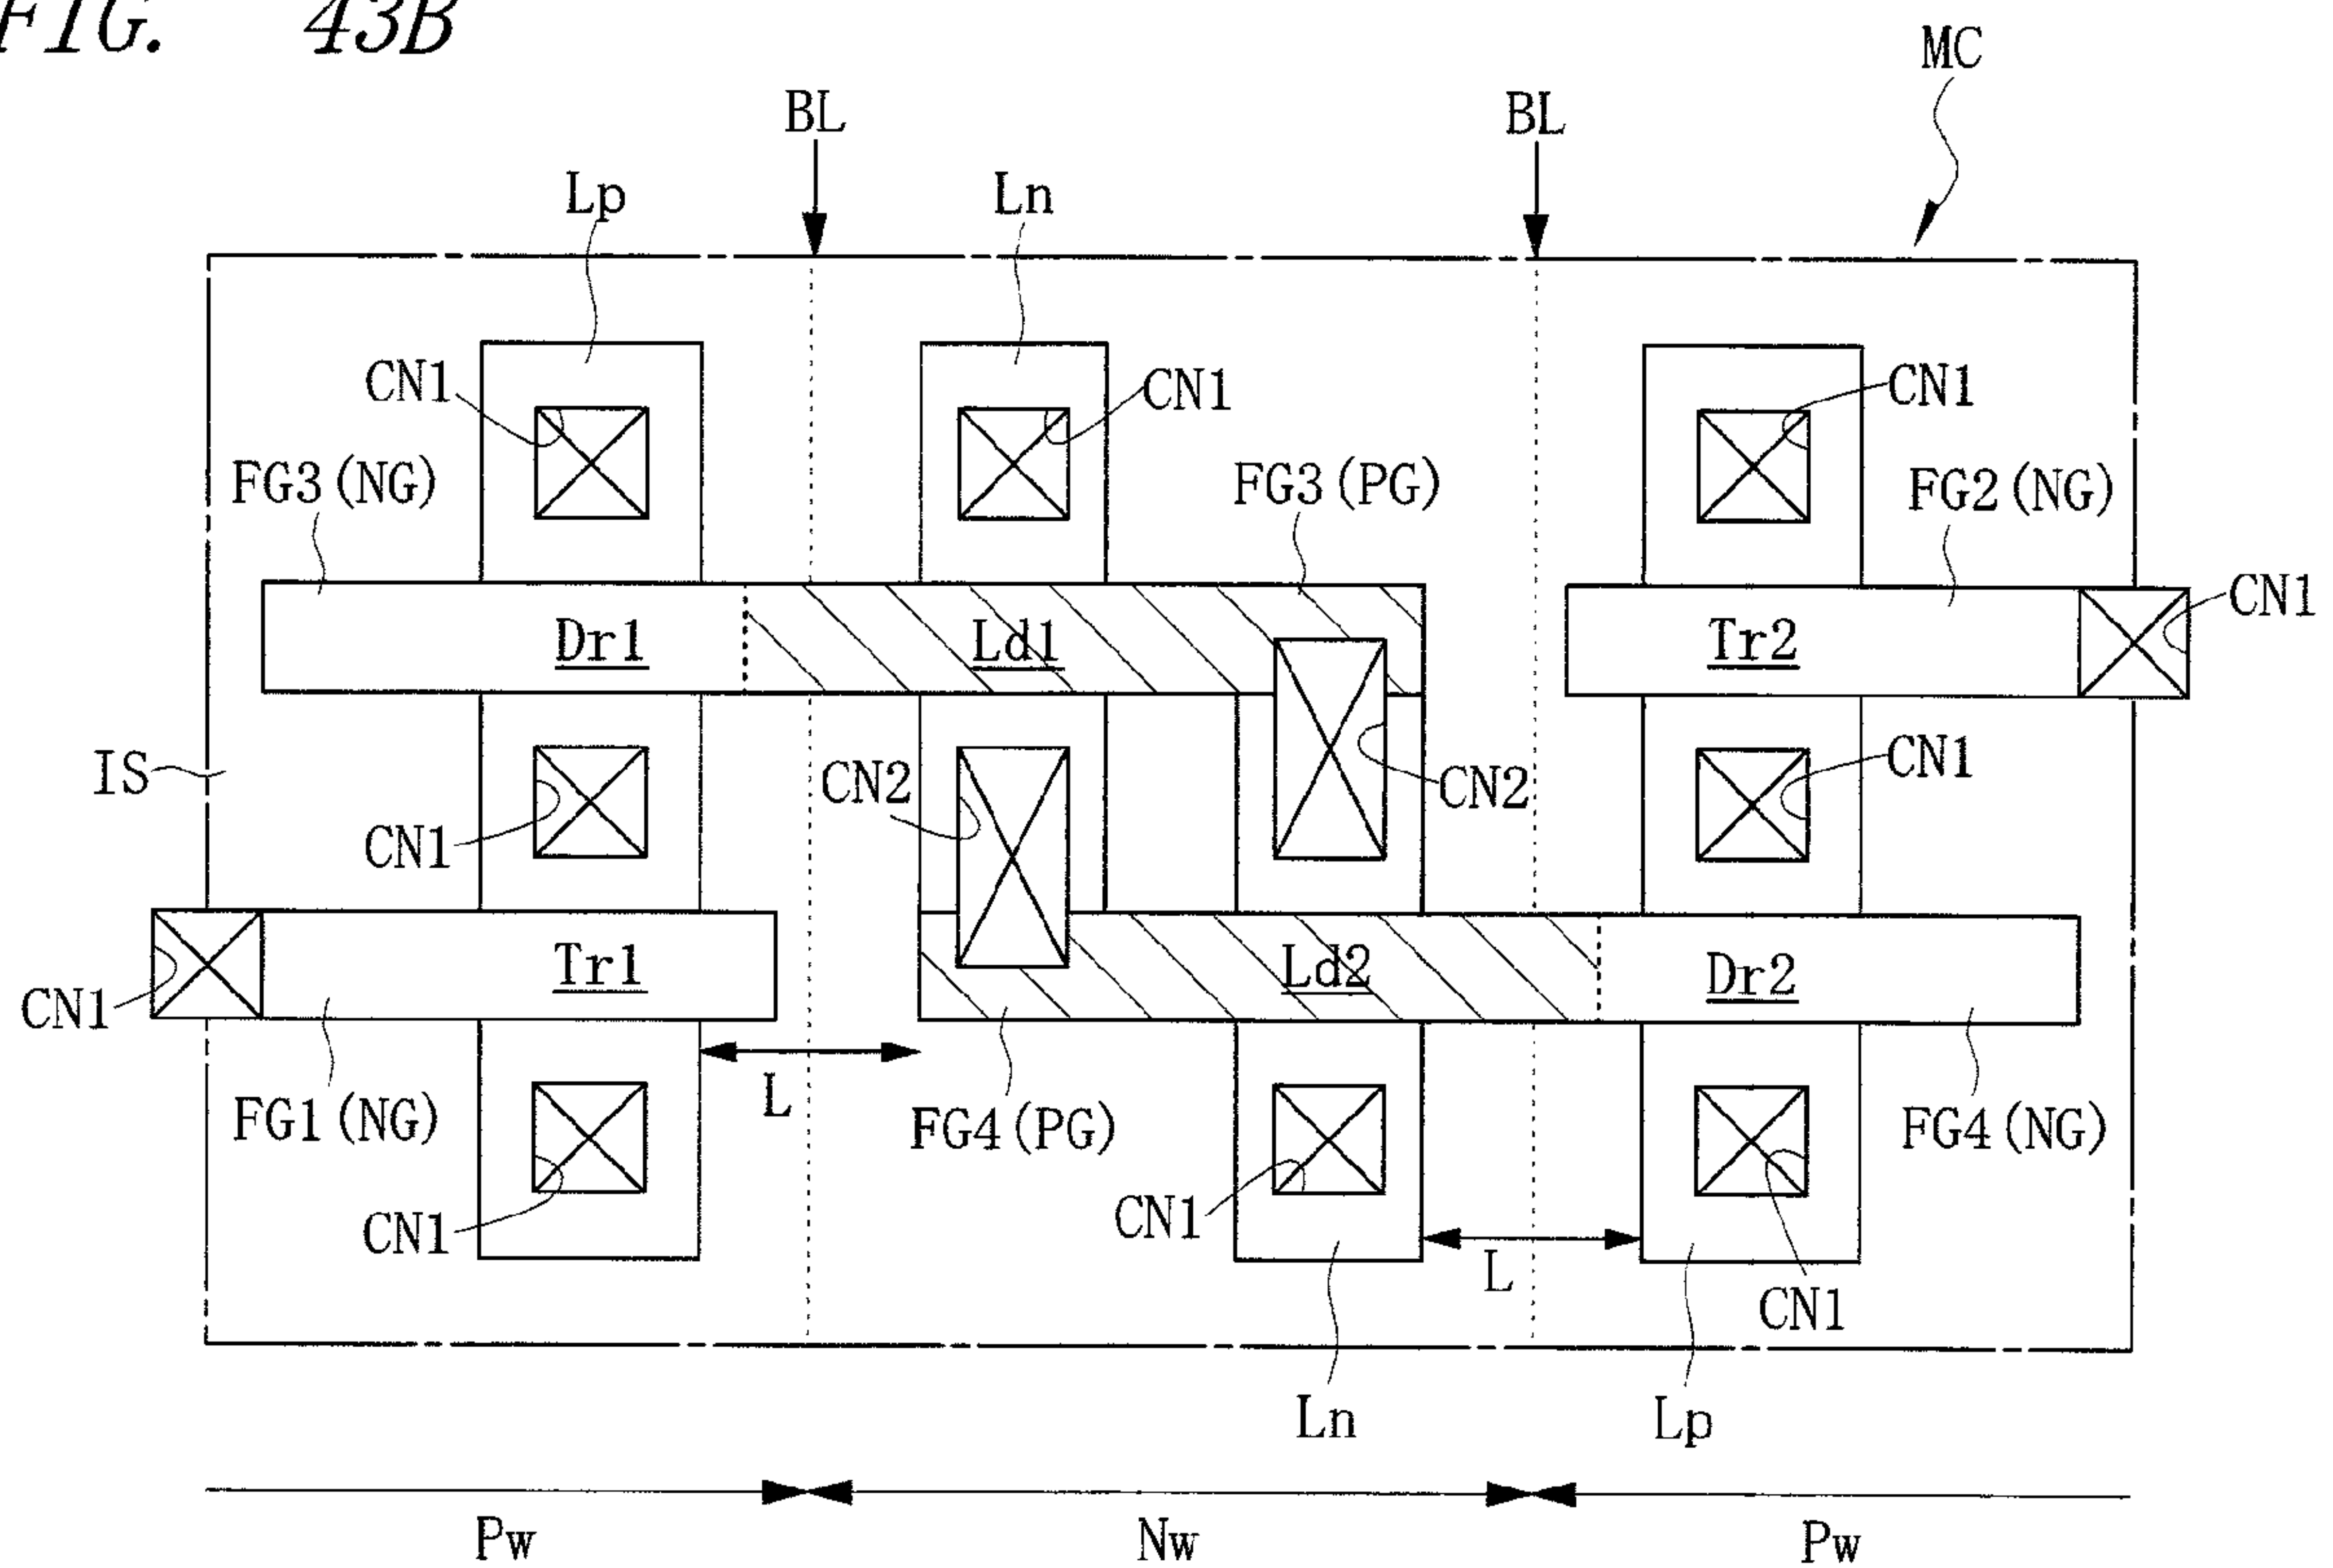 FIG. 43B
MC
BL
BL
Lp
Ln
CN1
CN1
CN1
FG3(NG)
FG3(PG)
FG2(NG)
CN1
Dr1
Ld1
Tr2
IS
CN2
CN2
CN1
CN1
Tr1
Ld2
Dr2
CN1
L
FG1(NG)
FG4(PG)
FG4(NG)
CN1
CN1
L
CN1
Ln
Lp
Pw
Nw
Pw